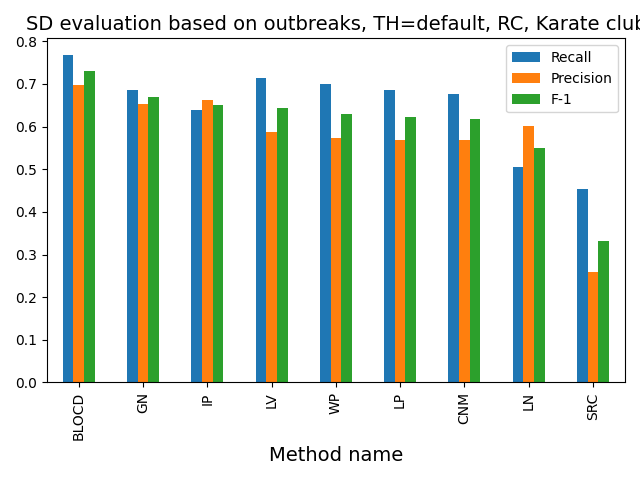 SD evaluation based on outbreaks, TH=default, RC, Karate club
0.8
0.7
0.6
0.5
0.4
0.3
0.2
0.1
0.0
Recall
Precision
F-1
BLOCD
GN
IP
LV
WP
LP
CNM
LN
SRC
Method name